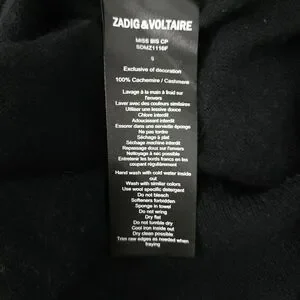 ZADIG & VOLTAIRE
MISS BIS CP
SDMZ1116F
Exclusive of decoration
100% Cachemire / Cashmere
Lavage à la main à froid sur
l'envers
Laver avec des couleurs similaires
Utiliser une lessive douce
Chlore interdit
Adoucissant interdit
Essorer dans une serviette éponge
Ne pas tordre
Séchage à plat
Séchage machine interdit
Repassage doux sur l'envers
Nettoyage à sec possible
Entretenir les bords francs en les
coupant régulièrement
Hand wash with cold water inside
out
Wash with similar colors
Use wool specific detergent
Do not bleach
Softeners forbidden
Sponge in towel
Do not wring
Dry flat
Do not tumble dry
Cool iron inside out
Dry clean possible
Trim raw edges as needed when
fraying